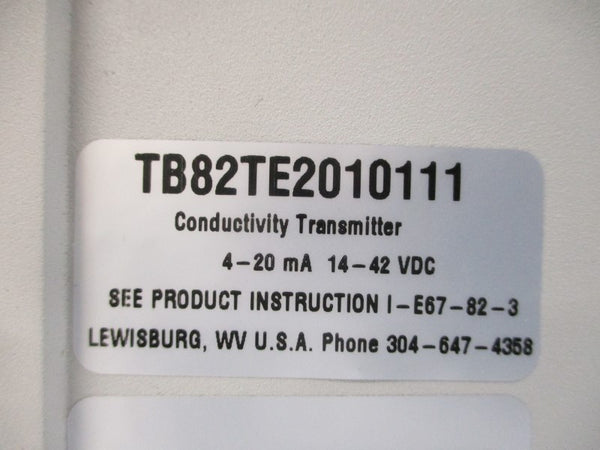 TB82TE2010111
Conductivity Transmitter
4-20 mA 14-42 VDC
SEE PRODUCT INSTRUCTION I-E67-82-3
LEWISBURG, WV U.S.A. Phone 304-647-4358